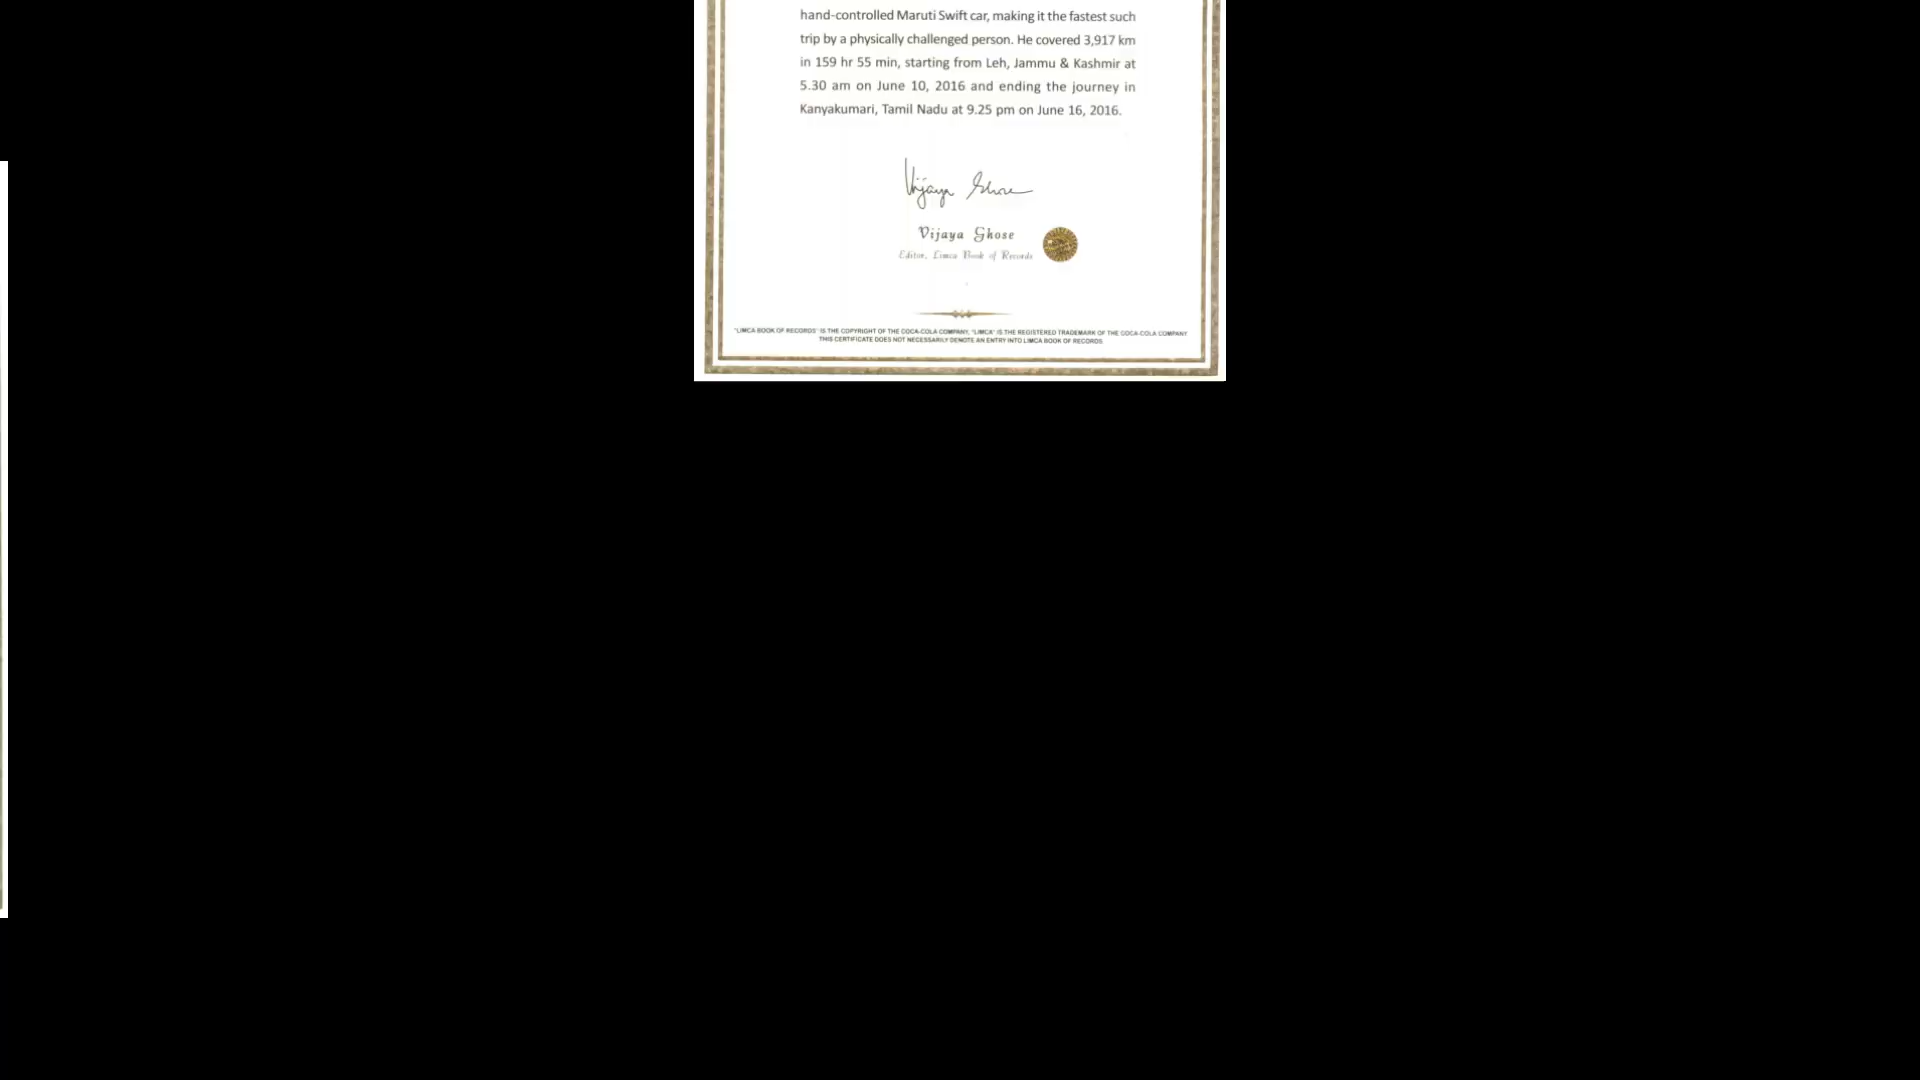 hand-controlled Maruti Swift car, making it the fastest such
trip by a physically challenged person. He covered 3,917 km
in 159 hr 55 min, starting from Leh, Jammu & Kashmir at
5.30 am on June 10, 2016 and ending the journey in
Kanyakumari, Tamil Nadu at 9.25 pm on June 16, 2016.
Vijaya Ghose
Vijaya Ghose
Editor, Limca Book of Records
"LIMCA BOOK OF RECORDS" IS THE COPYRIGHT OF THE COCA-COLA COMPANY, "LIMCA" IS THE REGISTERED TRADEMARK OF THE COCA-COLA COMPANY
THIS CERTIFICATE DOES NOT NECESSARILY DENOTE AN ENTRY INTO LIMCA BOOK OF RECORDS